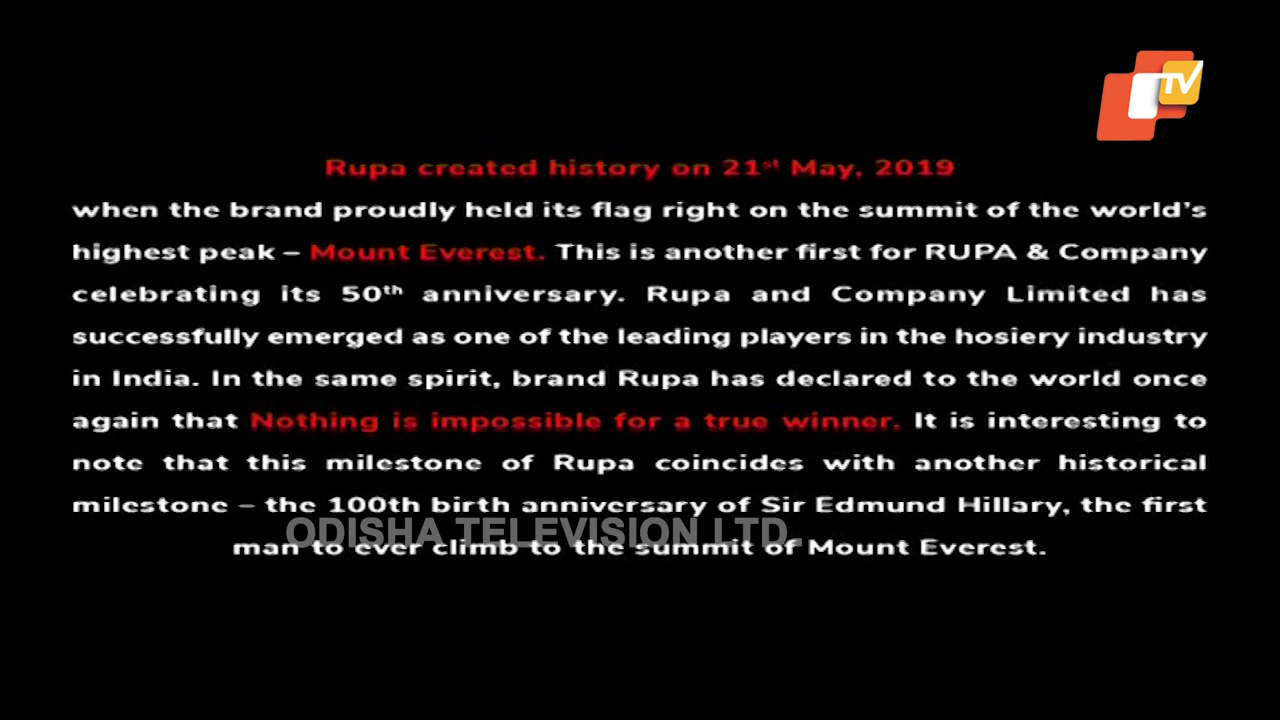 TV
Rupa created history on 21st May, 2019
when the brand proudly held its flag right on the summit of the world's
highest peak – Mount Everest. This is another first for RUPA & Company
celebrating its 50th anniversary. Rupa and Company Limited has
successfully emerged as one of the leading players in the hosiery industry
in India. In the same spirit, brand Rupa has declared to the world once
again that Nothing is impossible for a true winner. It is interesting to
note that this milestone of Rupa coincides with another historical
milestone – the 100th birth anniversary of Sir Edmund Hillary, the first
man to ever climb to the summit of Mount Everest.
ODISHA TELEVISION LTD.